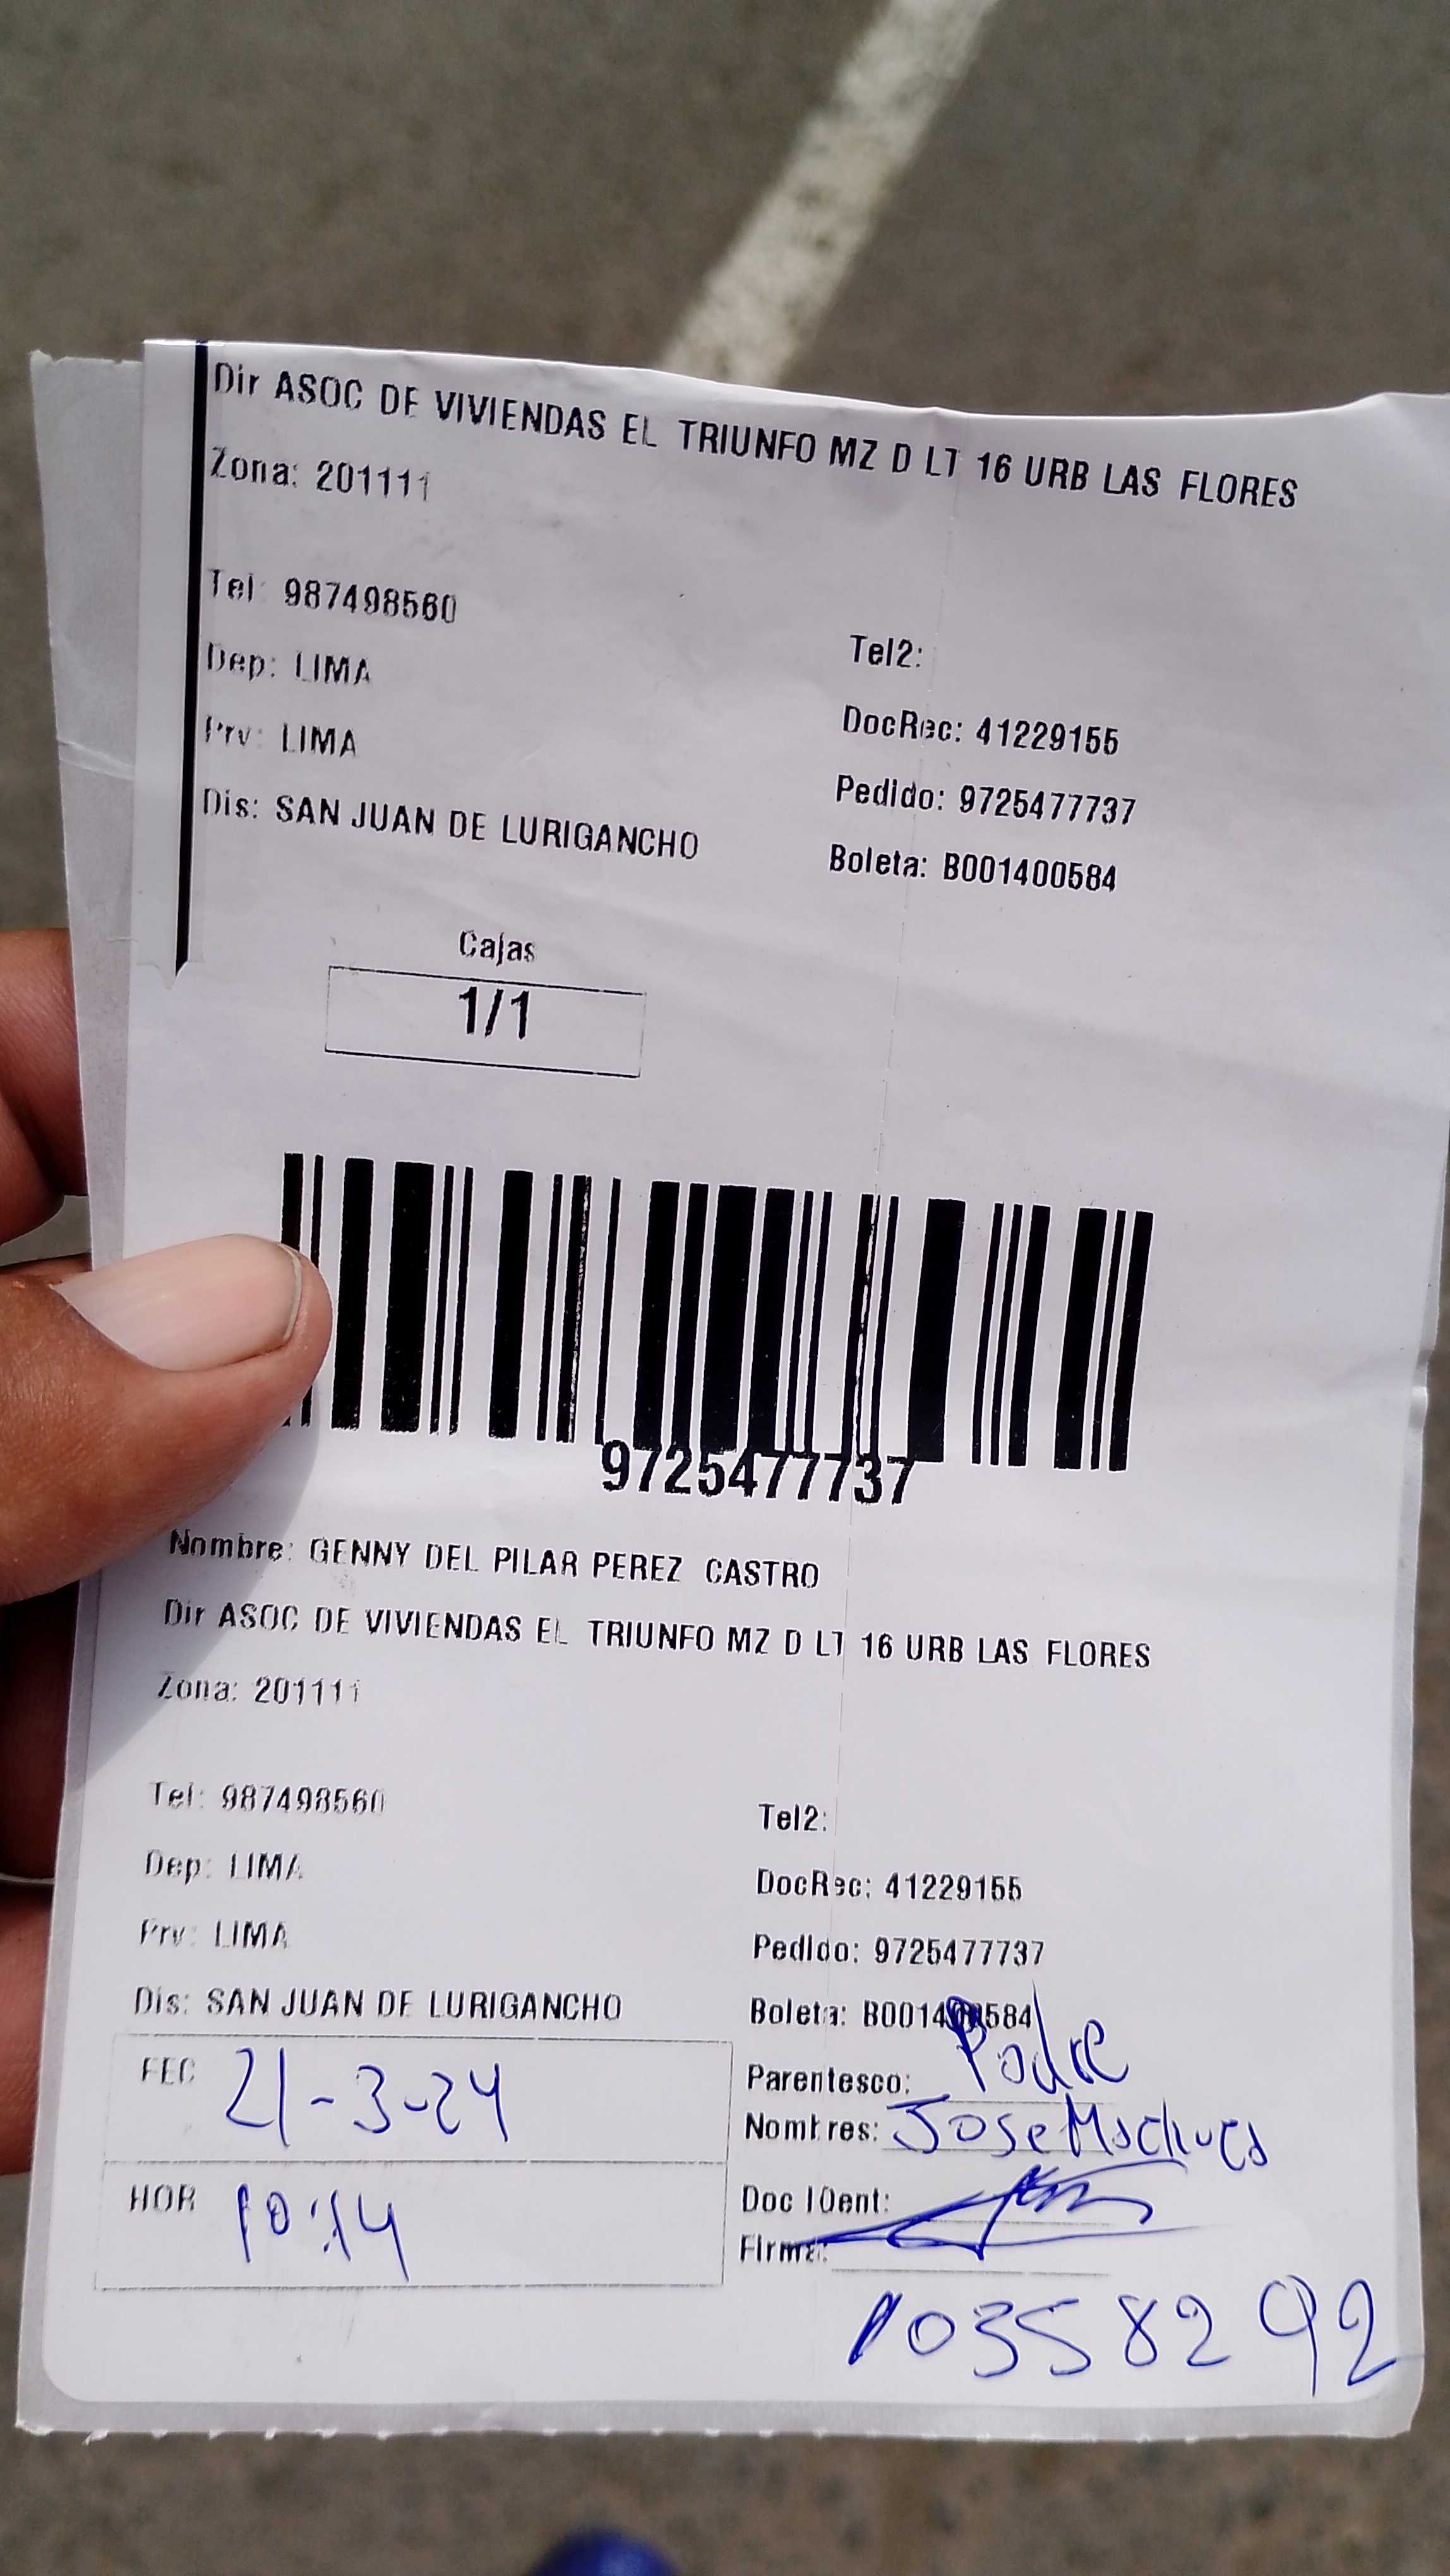 Dir ASOC DE VIVIENDAS EL TRIUNFO MZ D LT 16 URB LAS FLORES
Zona: 201111
Tel: 987498560
Tel2:
Dep: LIMA
DocRec: 41229155
Prv: LIMA
Pedido: 9725477737
Dis: SAN JUAN DE LURIGANCHO
Boleta: B001400584
Cajas
1/1
9725477737
Nombre: GENNY DEL PILAR PEREZ CASTRO
Dir ASOC DE VIVIENDAS EL TRIUNFO MZ D LT 16 URB LAS FLORES
Zona: 201111
Tel: 987498560
Tel2:
Dep: LIMA
DocRec: 41229155
Prv: LIMA
Pedido: 9725477737
Dis: SAN JUAN DE LURIGANCHO
Boleta: B001400584
FEC 21-3-24
Parentesco: Padre
Nombres: Jose Machuca
HOR 10:14
Doc IDent:
Firma:
10358292